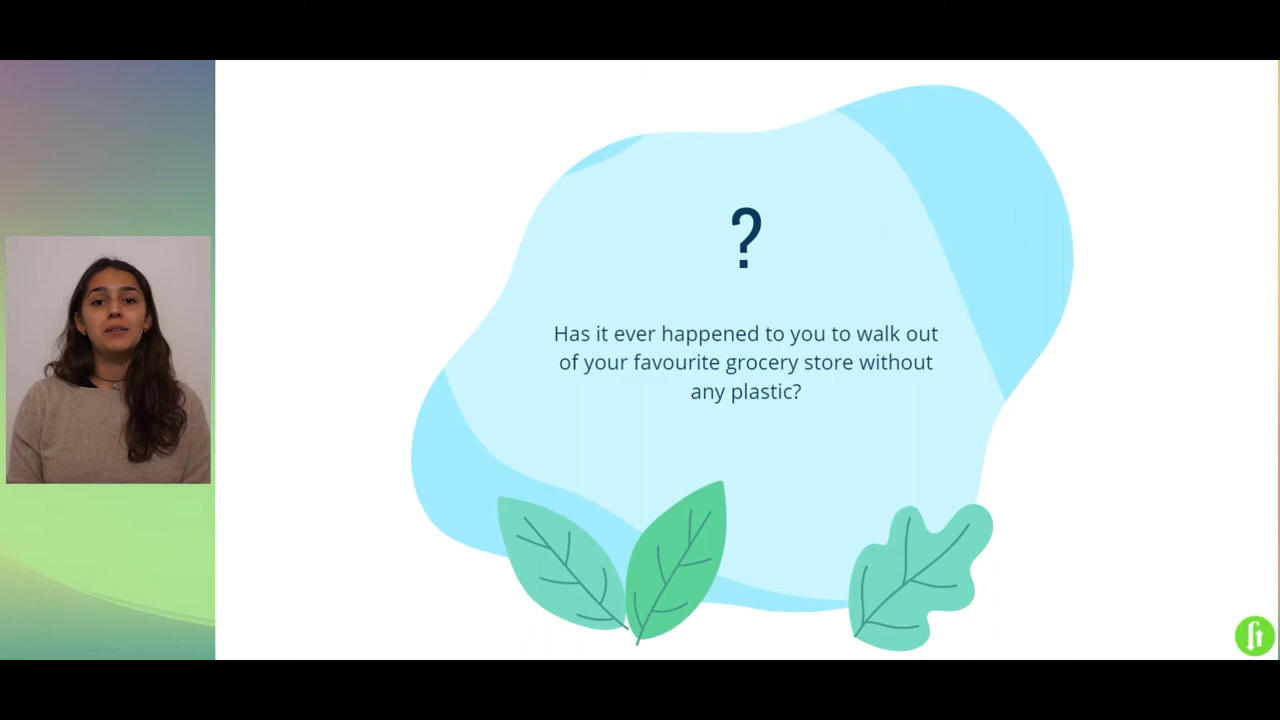 ?
Has it ever happened to you to walk out
of your favourite grocery store without
any plastic?